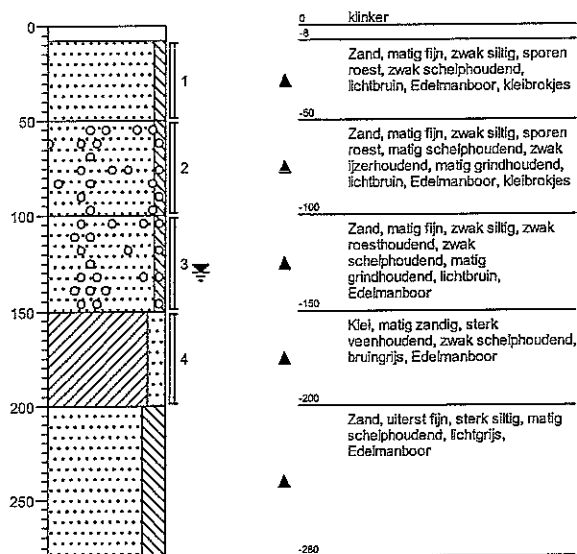 0
50
100
150
200
250
1
2
3
4
0 klinker
-8
Zand, matig fijn, zwak siltig, sporen
roest, zwak schelphoudend,
lichtbruin, Edelmanboor, kleibrokjes
-50
Zand, matig fijn, zwak siltig, sporen
roest, matig schelphoudend, zwak
ijzerhoudend, matig grindhoudend,
lichtbruin, Edelmanboor, kleibrokjes
-100
Zand, matig fijn, zwak siltig, zwak
roesthoudend, zwak
schelphoudend, matig
grindhoudend, lichtbruin,
Edelmanboor
-150
Klei, matig zandig, sterk
veenhoudend, zwak schelphoudend,
bruingrijs, Edelmanboor
-200
Zand, uiterst fijn, sterk siltig, matig
schelphoudend, lichtgrijs,
Edelmanboor
-280